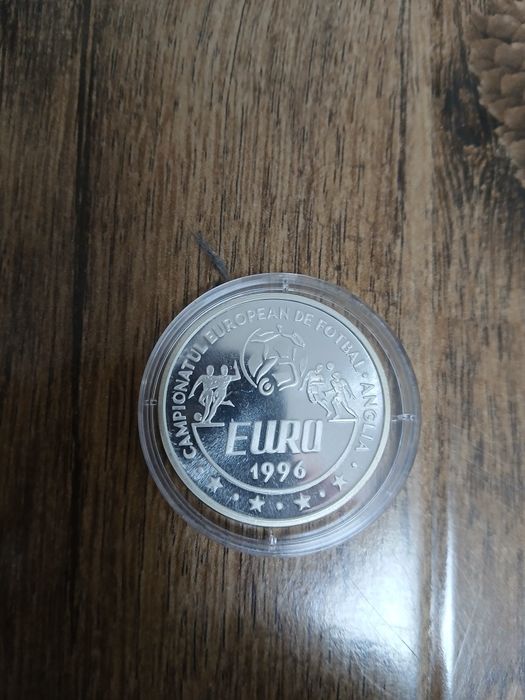 CAMPIONATUL EUROPEAN DE FOTBAL • ANGLIA
EURO
1996